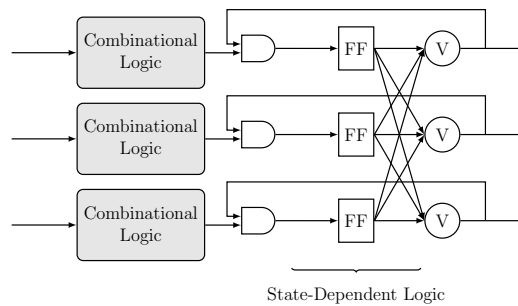 Combinational
Logic
FF
V
Combinational
Logic
FF
V
Combinational
Logic
FF
V
State-Dependent Logic